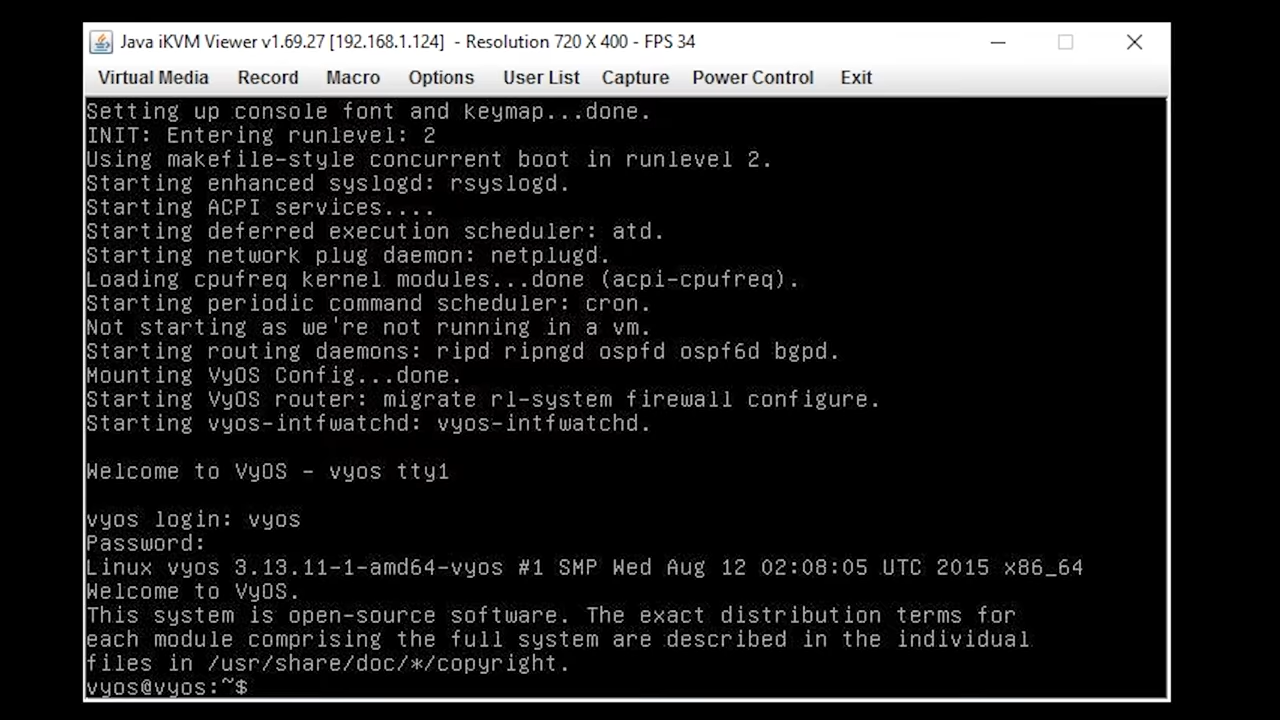 Java iKVM Viewer v1.69.27 [192.168.1.124] - Resolution 720 X 400 - FPS 34
Virtual Media Record Macro Options User List Capture Power Control Exit
Setting up console font and keymap...done.
INIT: Entering runlevel: 2
Using makefile-style concurrent boot in runlevel 2.
Starting enhanced syslogd: rsyslogd.
Starting ACPI services....
Starting deferred execution scheduler: atd.
Starting network plug daemon: netplugd.
Loading cpufreq kernel modules...done (acpi-cpufreq).
Starting periodic command scheduler: cron.
Not starting as we're not running in a vm.
Starting routing daemons: ripd ripngd ospfd ospf6d bgpd.
Mounting VyOS Config...done.
Starting VyOS router: migrate rl-system firewall configure.
Starting vyos-intfwatchd: vyos-intfwatchd.
Welcome to VyOS - vyos tty1
vyos login: vyos
Password:
Linux vyos 3.13.11-1-amd64-vyos #1 SMP Wed Aug 12 02:08:05 UTC 2015 x86_64
Welcome to VyOS.
This system is open-source software. The exact distribution terms for
each module comprising the full system are described in the individual
files in /usr/share/doc/*/copyright.
vyos@vyos:~$